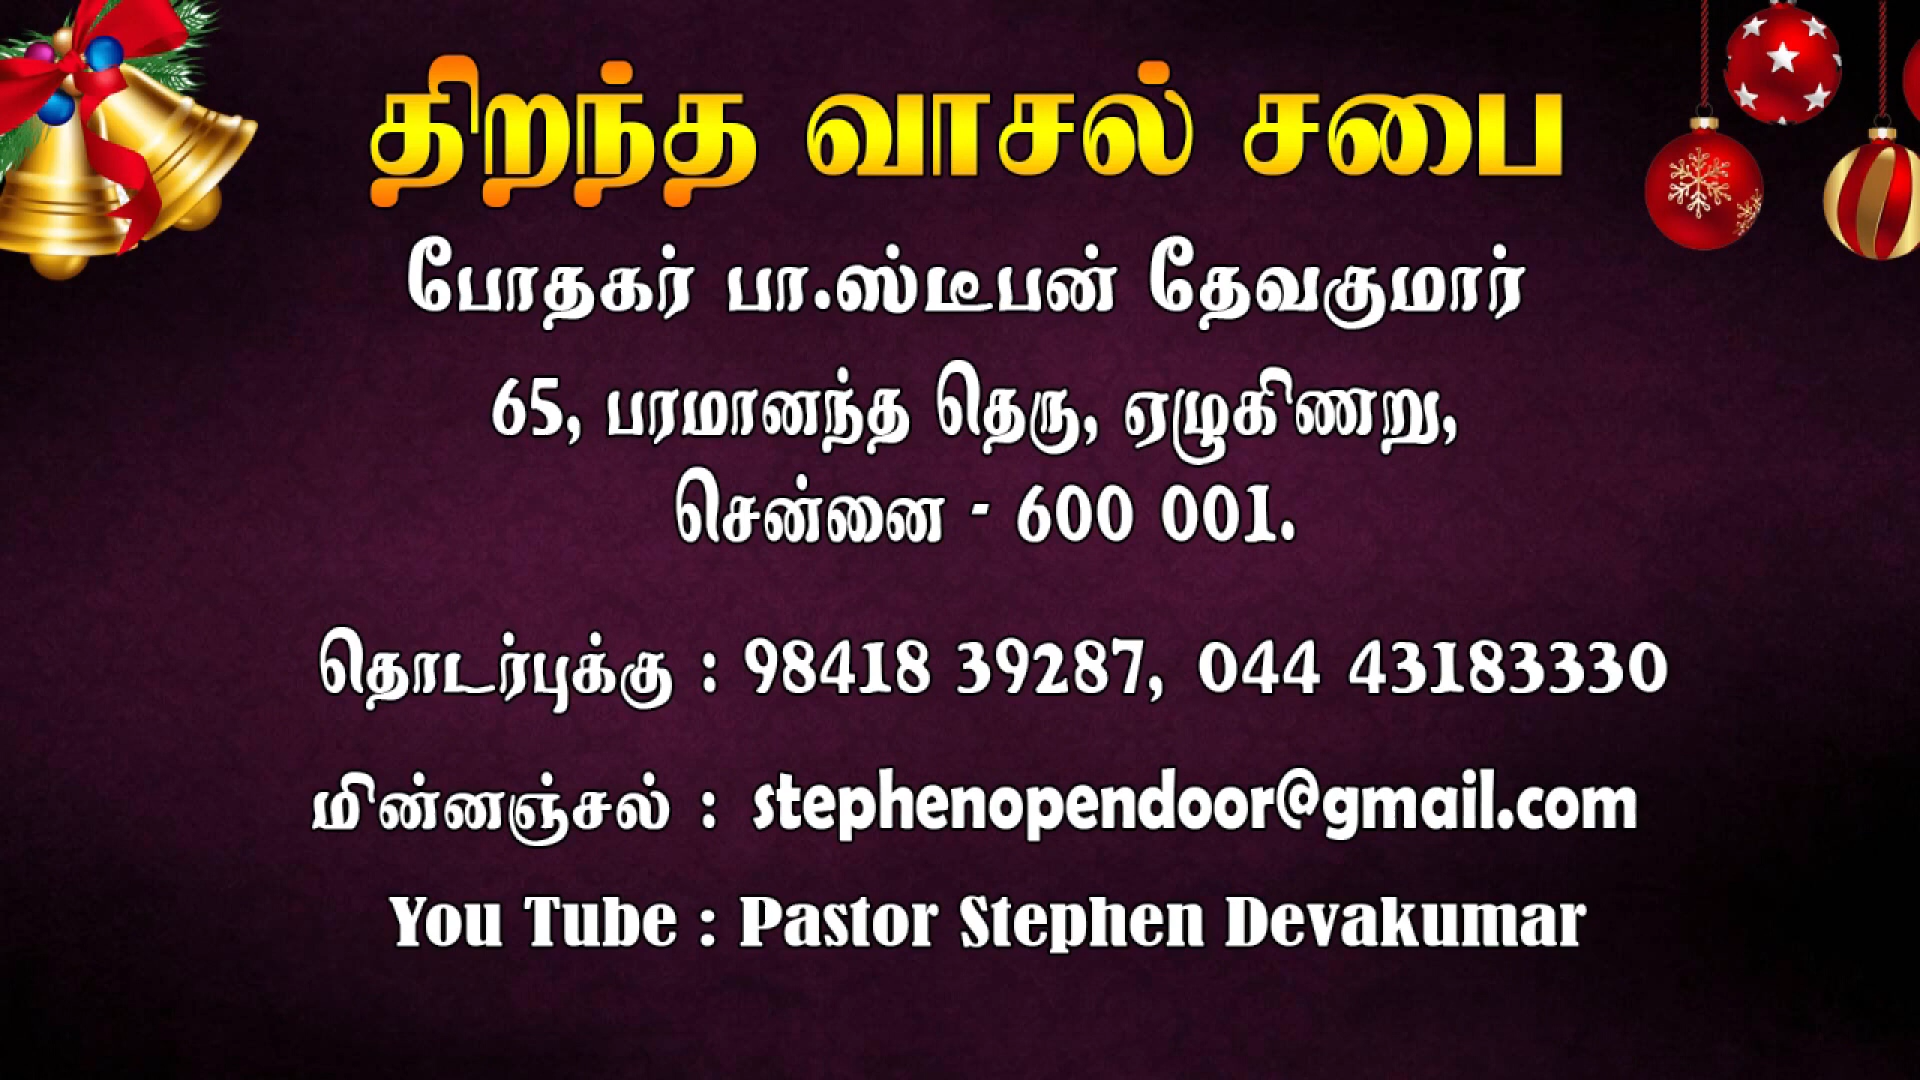 திறந்த வாசல் சபை
போதகர் பா.ஸ்டீபன் தேவகுமார்
65, பரமானந்த தெரு, ஏழுகிணறு,
சென்னை - 600 001.
தொடர்புக்கு : 98418 39287, 044 43183330
மின்னஞ்சல் : stephenopendoor@gmail.com
You Tube : Pastor Stephen Devakumar